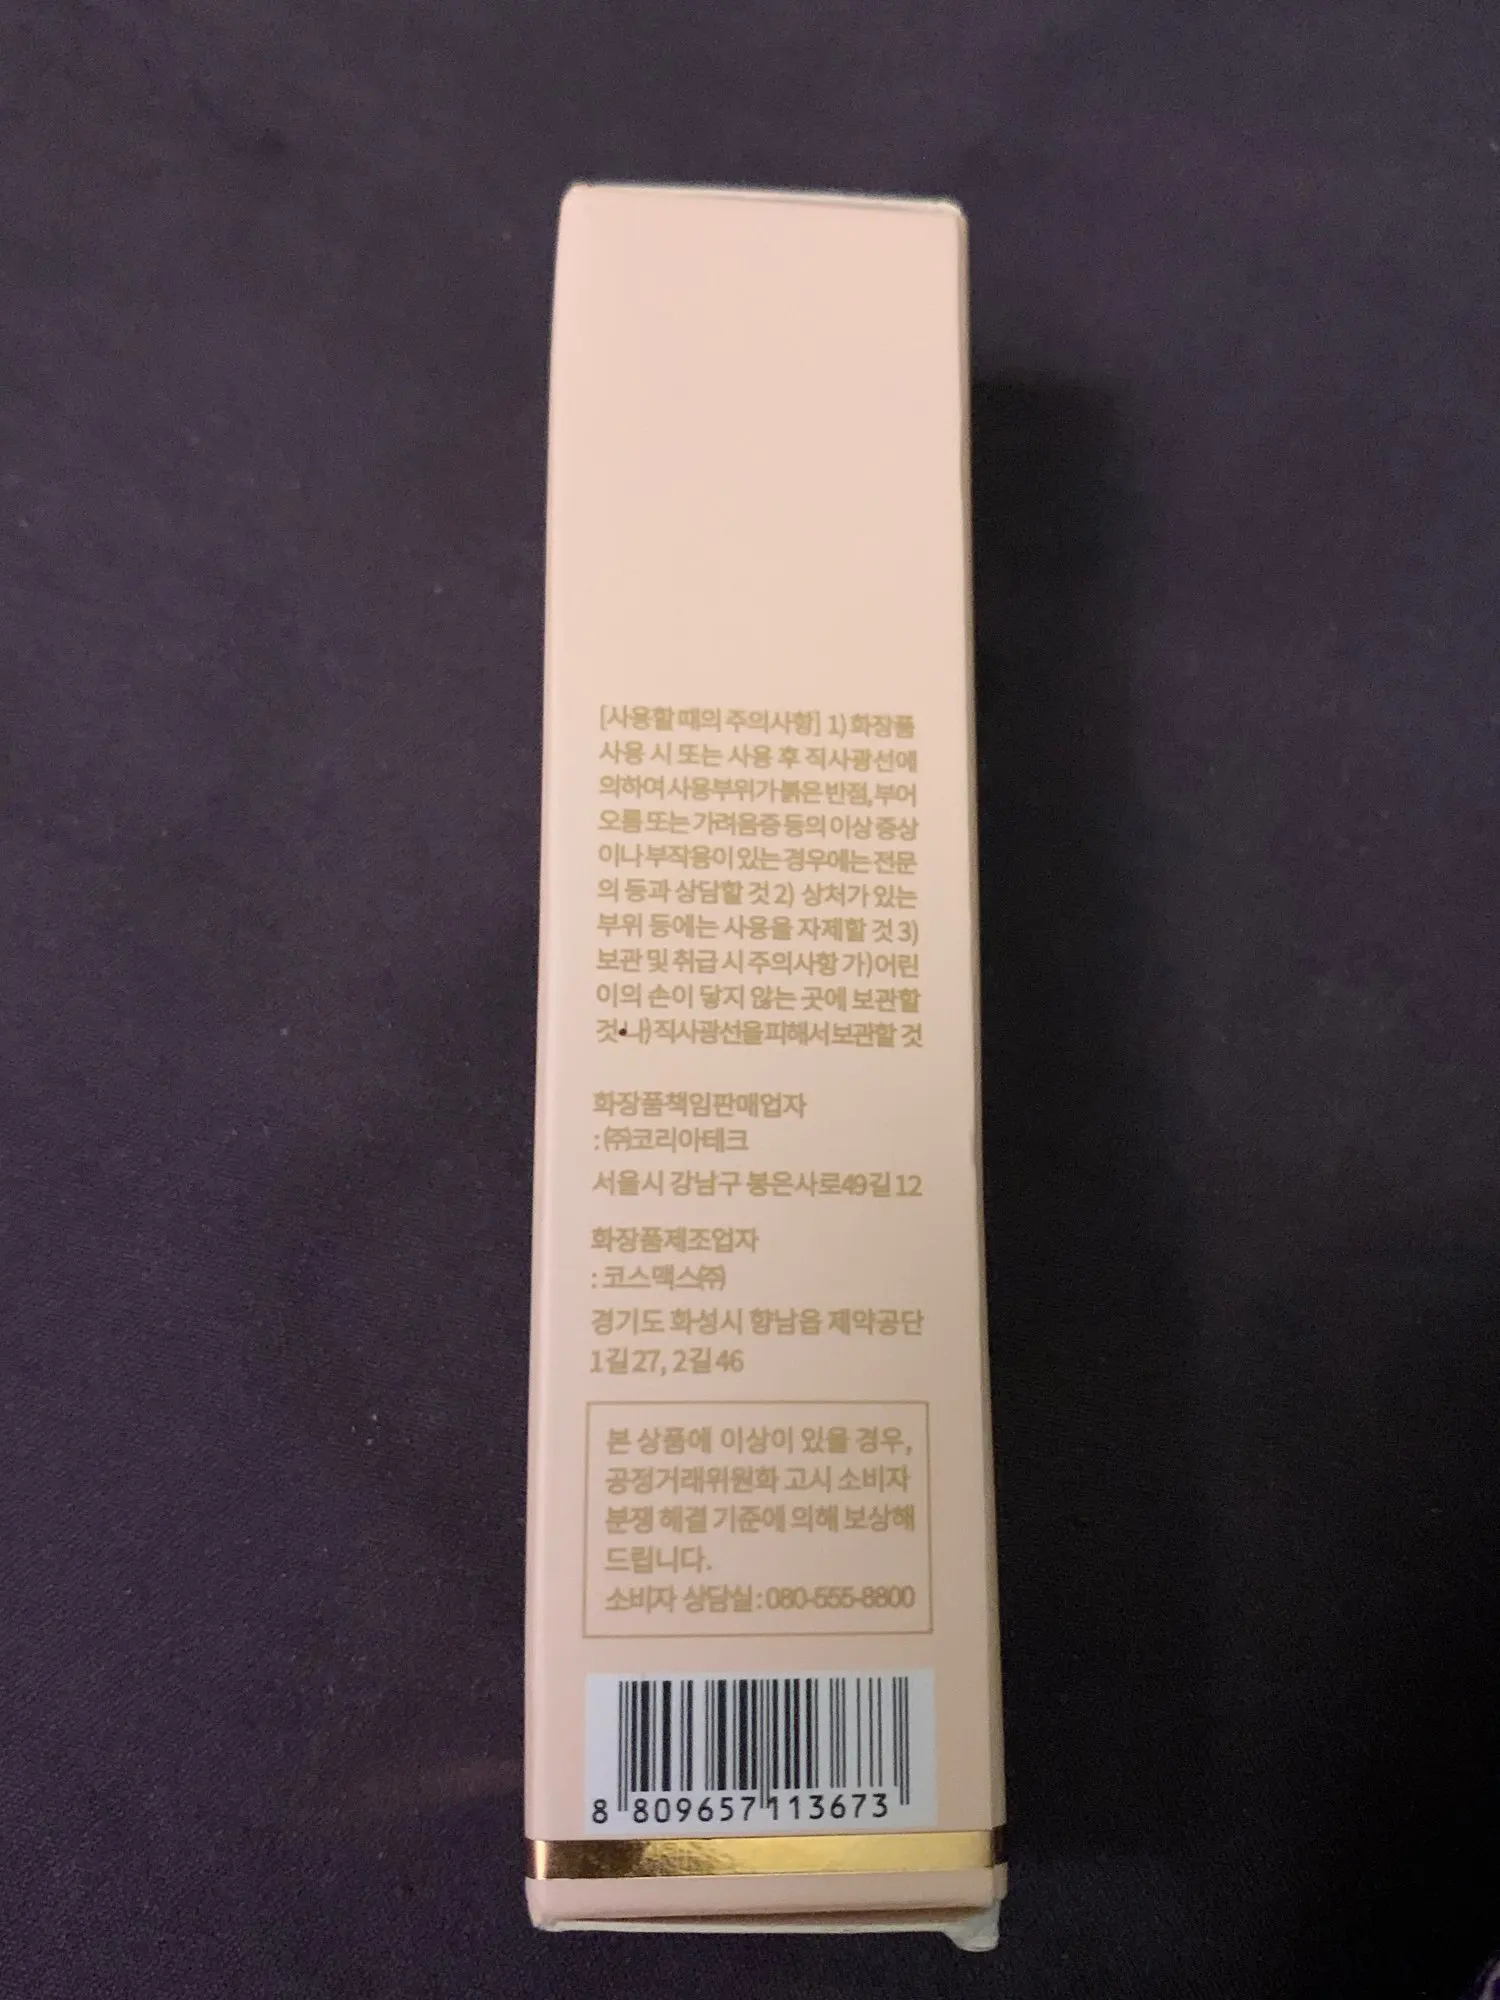 [사용할 때의 주의사항] 1) 화장품
사용 시 또는 사용 후 직사광선에
의하여 사용부위가 붉은 반점, 부어
오름 또는 가려움증 등의 이상 증상
이나 부작용이 있는 경우에는 전문
의 등과 상담할 것 2) 상처가 있는
부위 등에는 사용을 자제할 것 3)
보관 및 취급 시 주의사항 가) 어린
이의 손이 닿지 않는 곳에 보관할
것 나) 직사광선을 피해서 보관할 것
화장품책임판매업자
: ㈜코리아테크
서울시 강남구 봉은사로49길 12
화장품제조업자
: 코스맥스㈜
경기도 화성시 향남읍 제약공단
1길 27, 2길 46
본 상품에 이상이 있을 경우,
공정거래위원화 고시 소비자
분쟁 해결 기준에 의해 보상해
드립니다.
소비자 상담실 : 080-555-8800
8 809657 113673